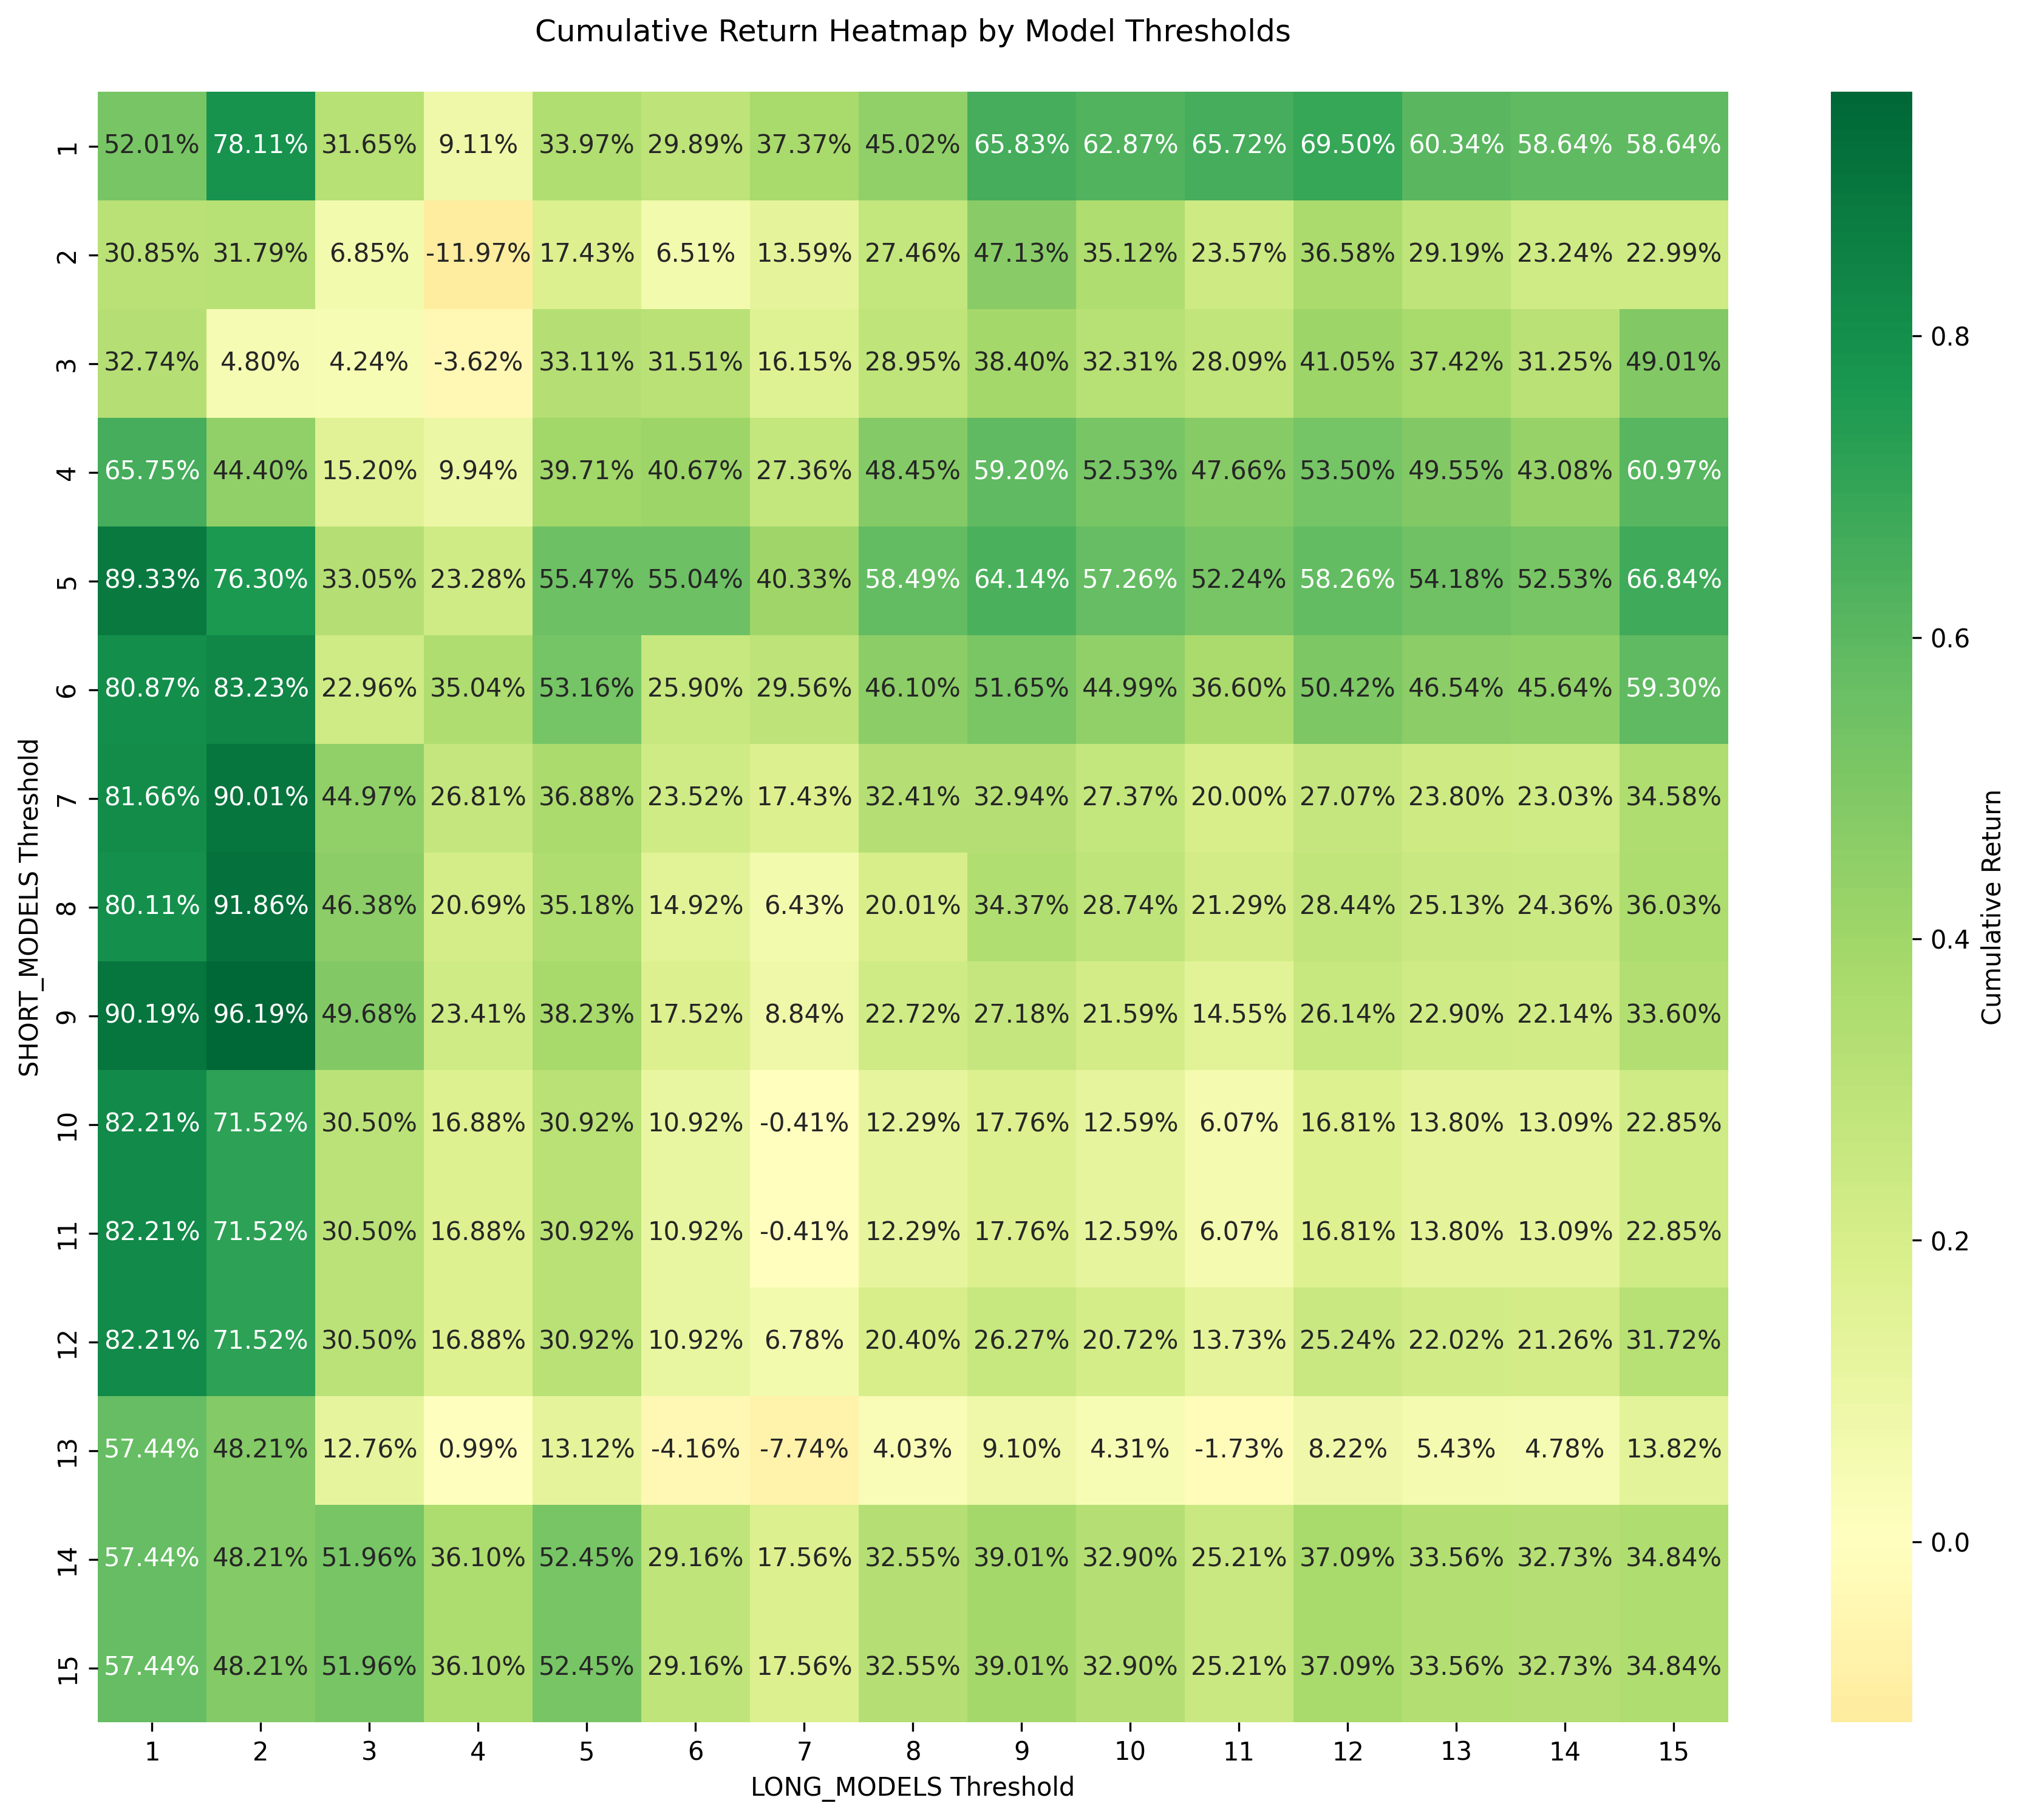 Cumulative Return Heatmap by Model Thresholds
1 52.01% 78.11% 31.65% 9.11% 33.97% 29.89% 37.37% 45.02% 65.83% 62.87% 65.72% 69.50% 60.34% 58.64% 58.64%
2 30.85% 31.79% 6.85% -11.97% 17.43% 6.51% 13.59% 27.46% 47.13% 35.12% 23.57% 36.58% 29.19% 23.24% 22.99%
3 32.74% 4.80% 4.24% -3.62% 33.11% 31.51% 16.15% 28.95% 38.40% 32.31% 28.09% 41.05% 37.42% 31.25% 49.01%
4 65.75% 44.40% 15.20% 9.94% 39.71% 40.67% 27.36% 48.45% 59.20% 52.53% 47.66% 53.50% 49.55% 43.08% 60.97%
5 89.33% 76.30% 33.05% 23.28% 55.47% 55.04% 40.33% 58.49% 64.14% 57.26% 52.24% 58.26% 54.18% 52.53% 66.84%
6 80.87% 83.23% 22.96% 35.04% 53.16% 25.90% 29.56% 46.10% 51.65% 44.99% 36.60% 50.42% 46.54% 45.64% 59.30%
7 81.66% 90.01% 44.97% 26.81% 36.88% 23.52% 17.43% 32.41% 32.94% 27.37% 20.00% 27.07% 23.80% 23.03% 34.58%
8 80.11% 91.86% 46.38% 20.69% 35.18% 14.92% 6.43% 20.01% 34.37% 28.74% 21.29% 28.44% 25.13% 24.36% 36.03%
9 90.19% 96.19% 49.68% 23.41% 38.23% 17.52% 8.84% 22.72% 27.18% 21.59% 14.55% 26.14% 22.90% 22.14% 33.60%
10 82.21% 71.52% 30.50% 16.88% 30.92% 10.92% -0.41% 12.29% 17.76% 12.59% 6.07% 16.81% 13.80% 13.09% 22.85%
11 82.21% 71.52% 30.50% 16.88% 30.92% 10.92% -0.41% 12.29% 17.76% 12.59% 6.07% 16.81% 13.80% 13.09% 22.85%
12 82.21% 71.52% 30.50% 16.88% 30.92% 10.92% 6.78% 20.40% 26.27% 20.72% 13.73% 25.24% 22.02% 21.26% 31.72%
13 57.44% 48.21% 12.76% 0.99% 13.12% -4.16% -7.74% 4.03% 9.10% 4.31% -1.73% 8.22% 5.43% 4.78% 13.82%
14 57.44% 48.21% 51.96% 36.10% 52.45% 29.16% 17.56% 32.55% 39.01% 32.90% 25.21% 37.09% 33.56% 32.73% 34.84%
15 57.44% 48.21% 51.96% 36.10% 52.45% 29.16% 17.56% 32.55% 39.01% 32.90% 25.21% 37.09% 33.56% 32.73% 34.84%
1 2 3 4 5 6 7 8 9 10 11 12 13 14 15
LONG_MODELS Threshold
SHORT_MODELS Threshold
0.8
0.6
0.4
0.2
0.0
Cumulative Return